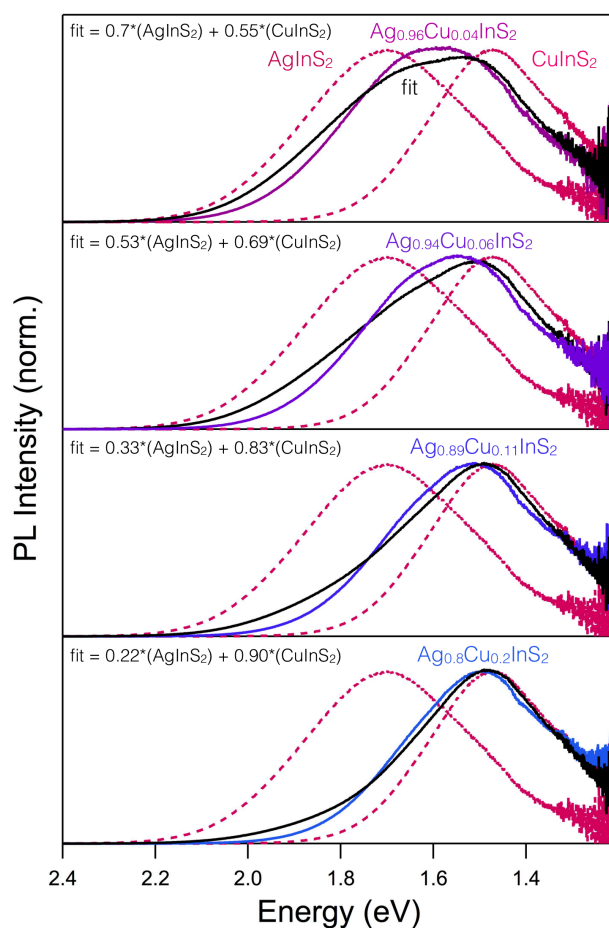 fit = 0.7*(AgInS₂) + 0.55*(CuInS₂)
Ag₀.₉₆Cu₀.₀₄InS₂
AgInS₂
CuInS₂
fit
fit = 0.53*(AgInS₂) + 0.69*(CuInS₂)
Ag₀.₉₄Cu₀.₀₆InS₂
fit = 0.33*(AgInS₂) + 0.83*(CuInS₂)
Ag₀.₈₉Cu₀.₁₁InS₂
fit = 0.22*(AgInS₂) + 0.90*(CuInS₂)
Ag₀.₈Cu₀.₂InS₂
PL Intensity (norm.)
2.4 2.2 2.0 1.8 1.6 1.4
Energy (eV)